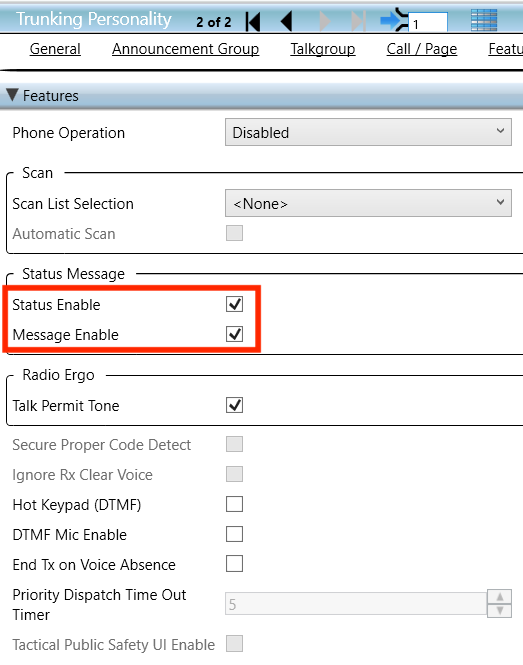 Trunking Personality 2 of 2 1
General Announcement Group Talkgroup Call / Page Featu
Features
Phone Operation Disabled
Scan
Scan List Selection <None>
Automatic Scan
Status Message
Status Enable
Message Enable
Radio Ergo
Talk Permit Tone
Secure Proper Code Detect
Ignore Rx Clear Voice
Hot Keypad (DTMF)
DTMF Mic Enable
End Tx on Voice Absence
Priority Dispatch Time Out
Timer 5
Tactical Public Safety UI Enable